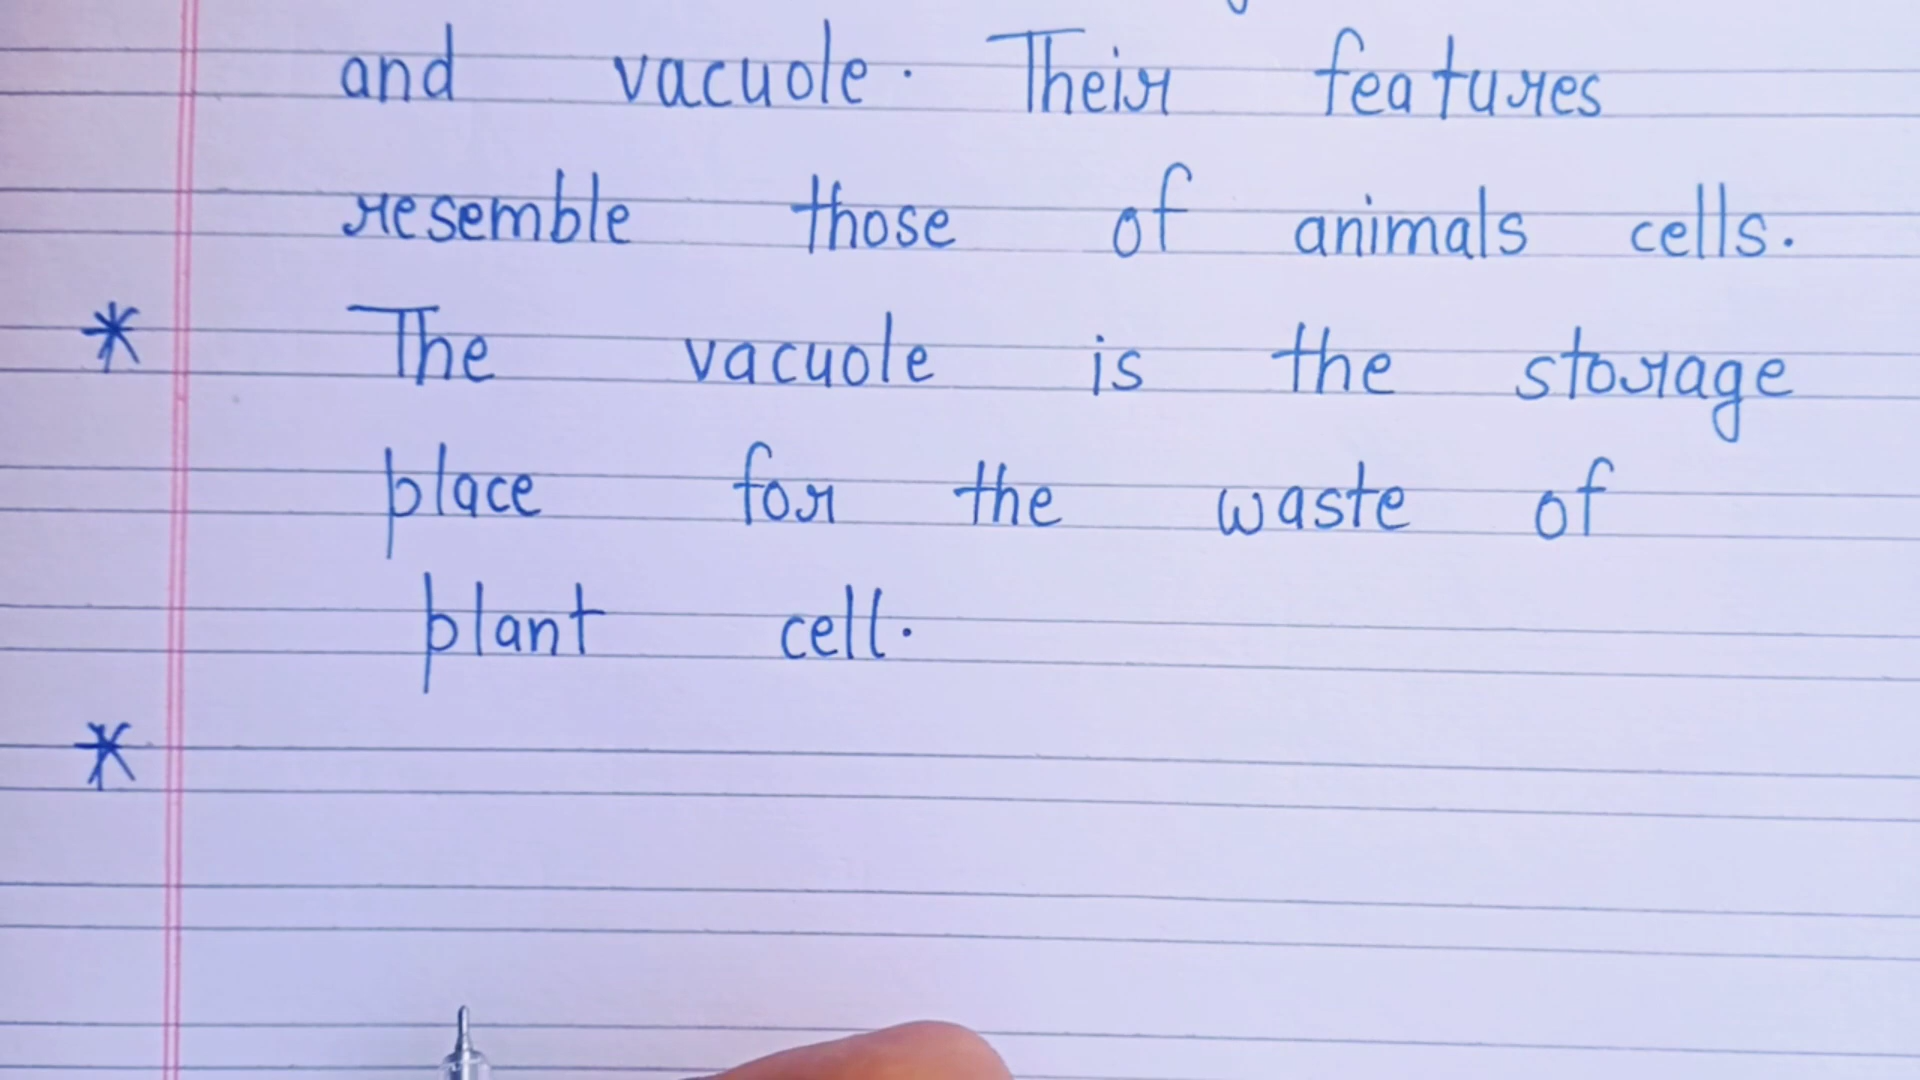 and vacuole. Their features
resemble those of animals cells.
* The vacuole is the storage
place for the waste of
plant cell.
*